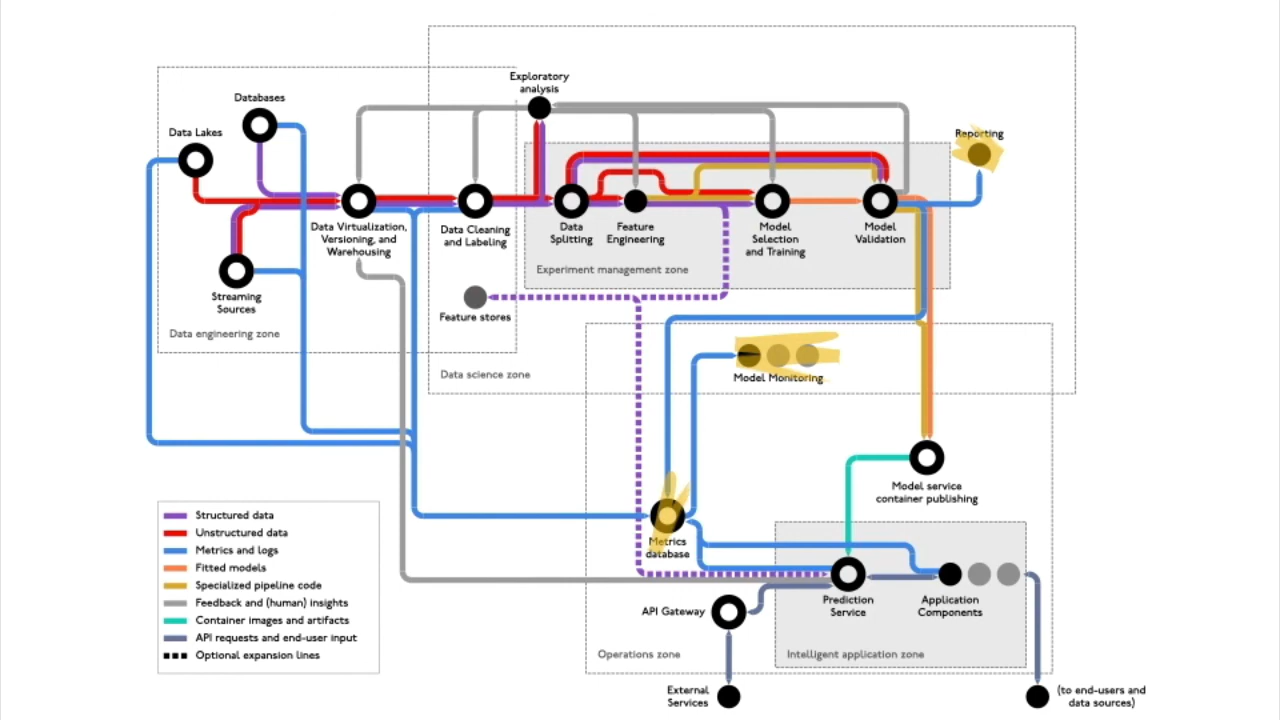 Exploratory
analysis
Databases
Data Lakes
Reporting
Data Virtualization,
Versioning, and
Warehousing
Data Cleaning
and Labeling
Data
Splitting
Feature
Engineering
Model
Selection
and Training
Model
Validation
Experiment management zone
Streaming
Sources
Feature stores
Data engineering zone
Data science zone
Model Monitoring
Model service
container publishing
Metrics
database
Structured data
Unstructured data
Metrics and logs
Fitted models
Specialized pipeline code
Feedback and (human) insights
Container images and artifacts
API requests and end-user input
Optional expansion lines
API Gateway
Prediction
Service
Application
Components
Operations zone
Intelligent application zone
External
Services
(to end-users and
data sources)